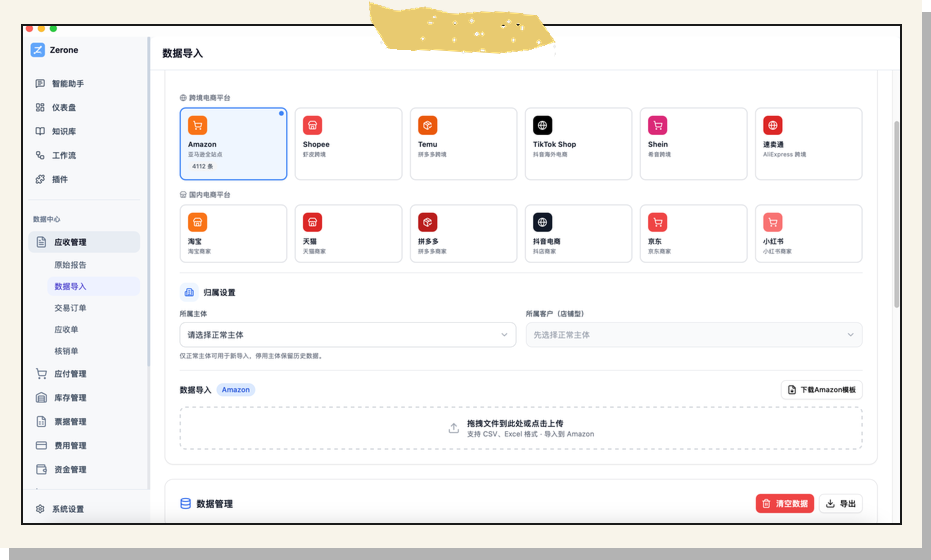 Zerone
数据导入
智能助手
仪表盘
知识库
工作流
插件
数据中心
应收管理
原始报告
数据导入
交易订单
应收单
核销单
应付管理
库存管理
票据管理
费用管理
资金管理
系统设置
跨境电商平台
Amazon
亚马逊全站点
4112 条
Shopee
虾皮跨境
Temu
拼多多跨境
TikTok Shop
抖音海外电商
Shein
希音跨境
速卖通
AliExpress 跨境
国内电商平台
淘宝
淘宝商家
天猫
天猫商家
拼多多
拼多多商家
抖音电商
抖店商家
京东
京东商家
小红书
小红书商家
归属设置
所属主体
所属客户（店铺型）
请选择正常主体
先选择正常主体
仅正常主体可用于新导入，停用主体保留历史数据。
数据导入 Amazon
下载Amazon模板
拖拽文件到此处或点击上传
支持 CSV、Excel 格式 · 导入到 Amazon
数据管理
清空数据
导出